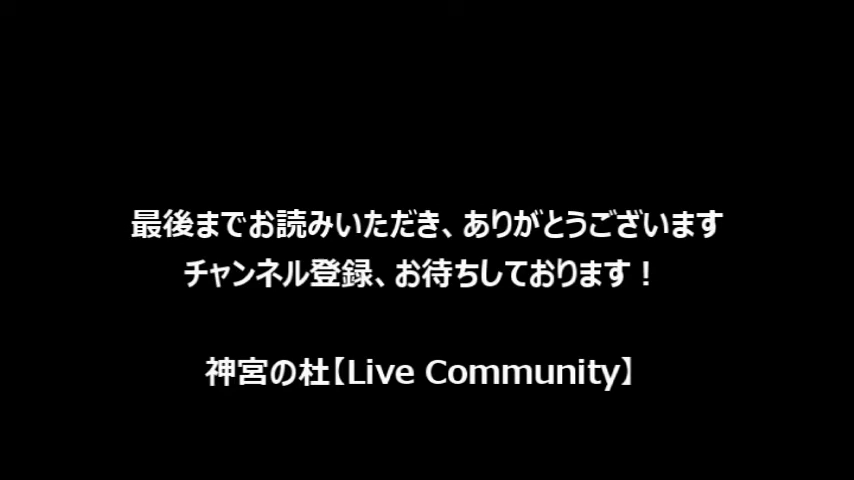 最後までお読みいただき、ありがとうございます
チャンネル登録、お待ちしております！
神宮の杜【Live Community】